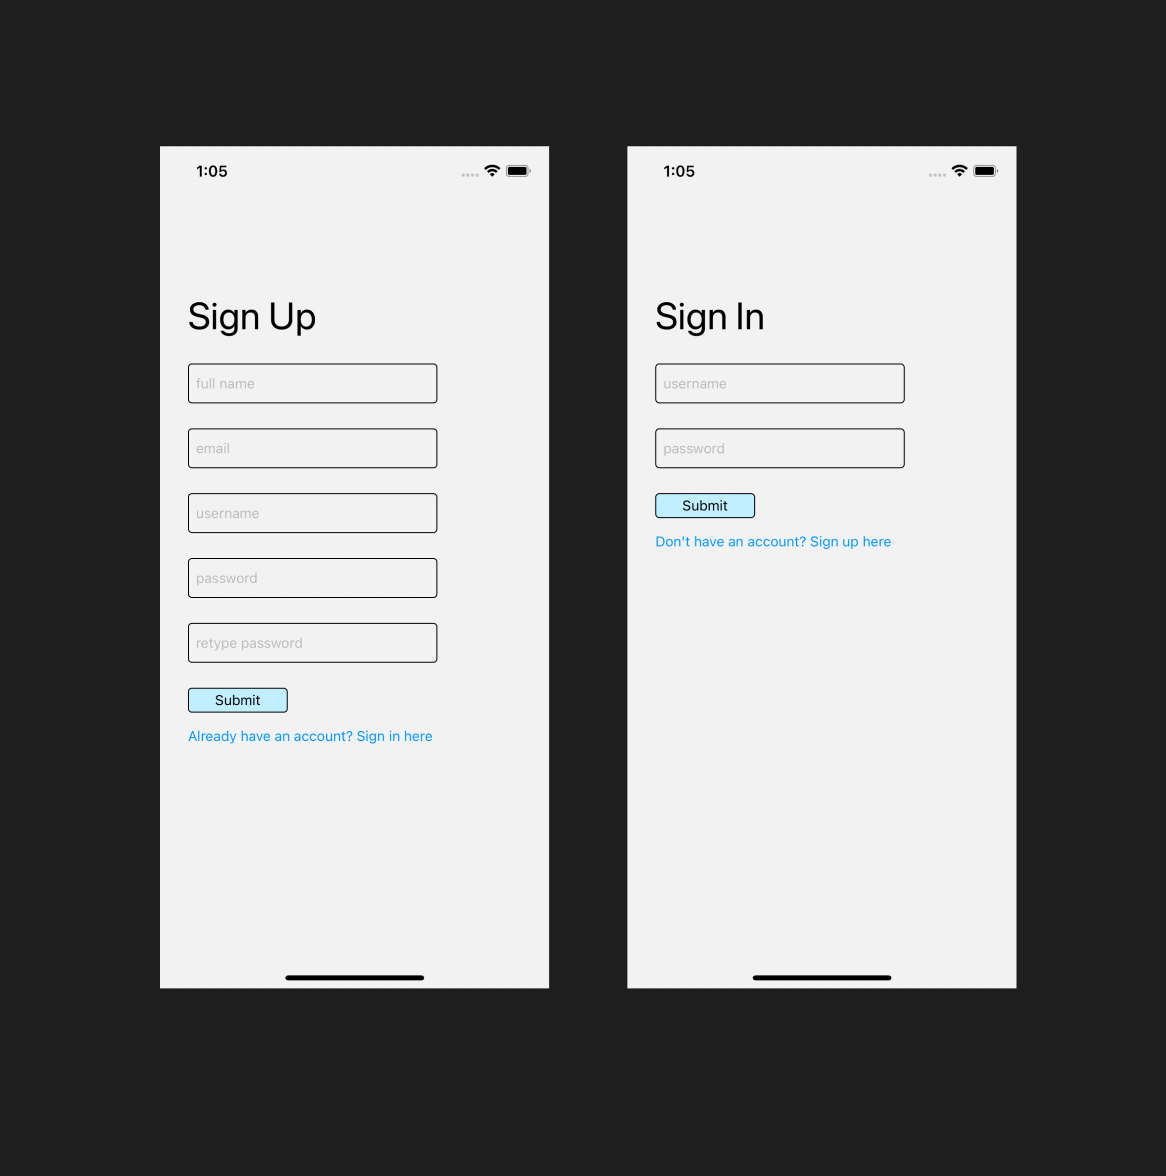 1:05
Sign Up
full name
email
username
password
retype password
Submit
Already have an account? Sign in here
1:05
Sign In
username
password
Submit
Don't have an account? Sign up here